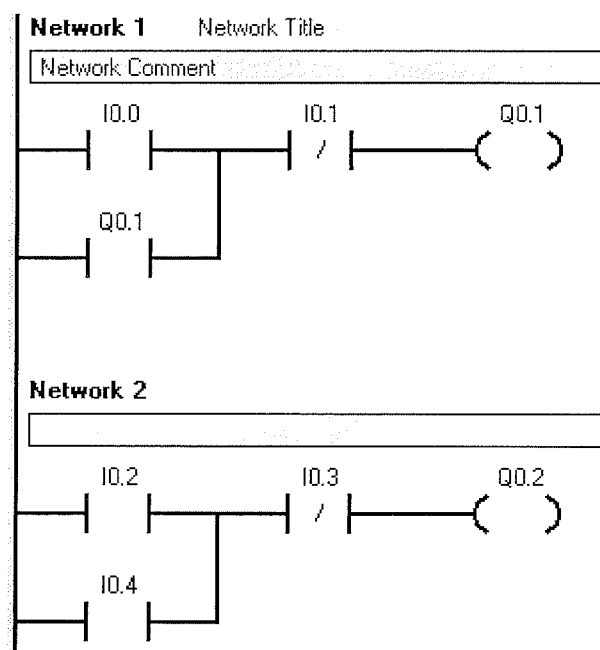 Network 1 Network Title
Network Comment
I0.0 I0.1 Q0.1
/
Q0.1
Network 2
I0.2 I0.3 Q0.2
/
I0.4